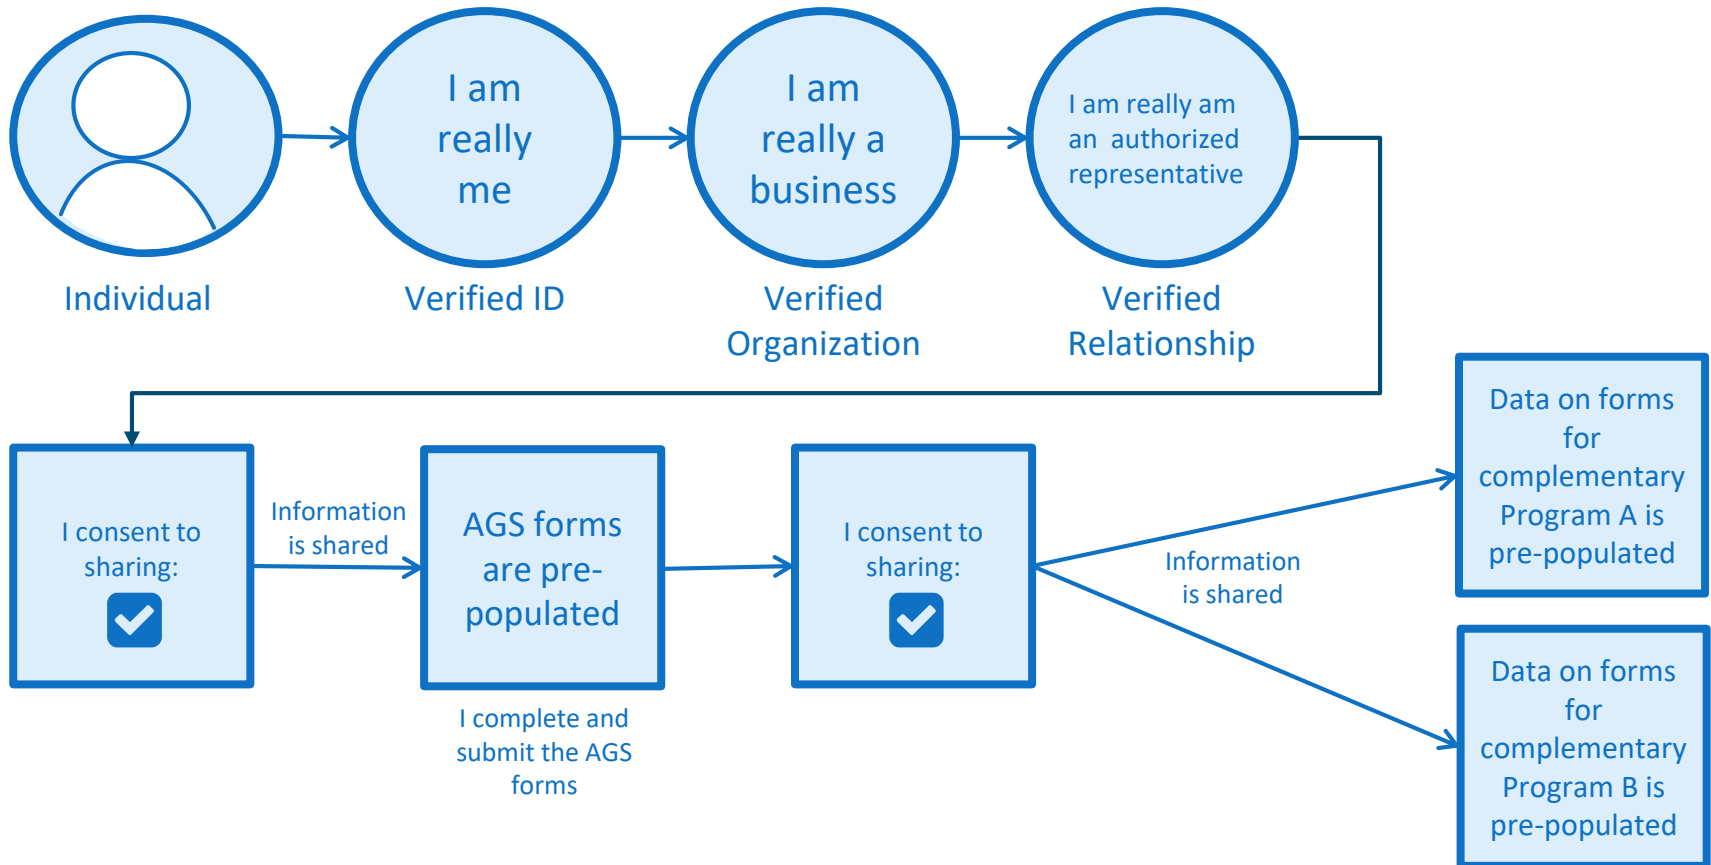 I am
really
me
I am
really a
business
I am really am
an  authorized
representative
Individual
Verified ID
Verified
Organization
Verified
Relationship
I consent to
sharing:
Information
is shared
AGS forms
are pre-
populated
I complete and
submit the AGS
forms
I consent to
sharing:
Information
is shared
Data on forms
for
complementary
Program A is
pre-populated
Data on forms
for
complementary
Program B is
pre-populated